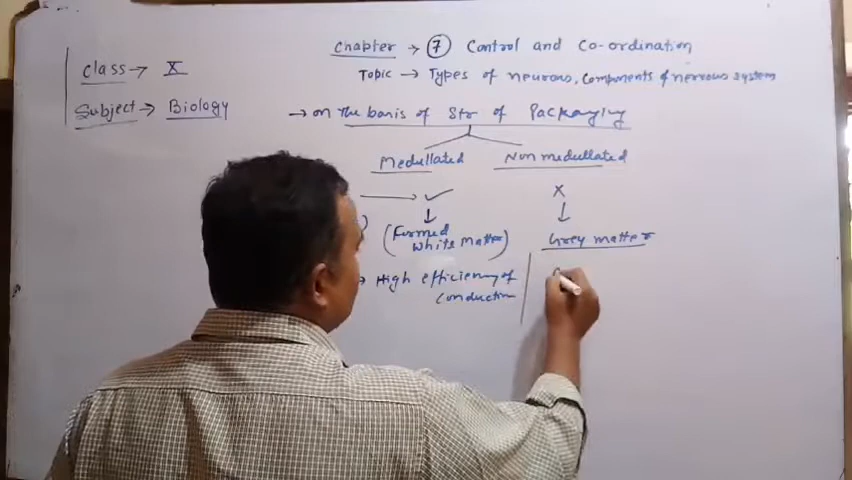 Class → X
Subject → Biology
Chapter → 7 Control and Co-ordination
Topic → Types of neurons, Components of nervous system
→ on the basis of Str of Packaging
Medullated Non medullated
→ ✓ X
↓ ↓
(Formed White Matter) Grey matter
High efficiency of
Conduction